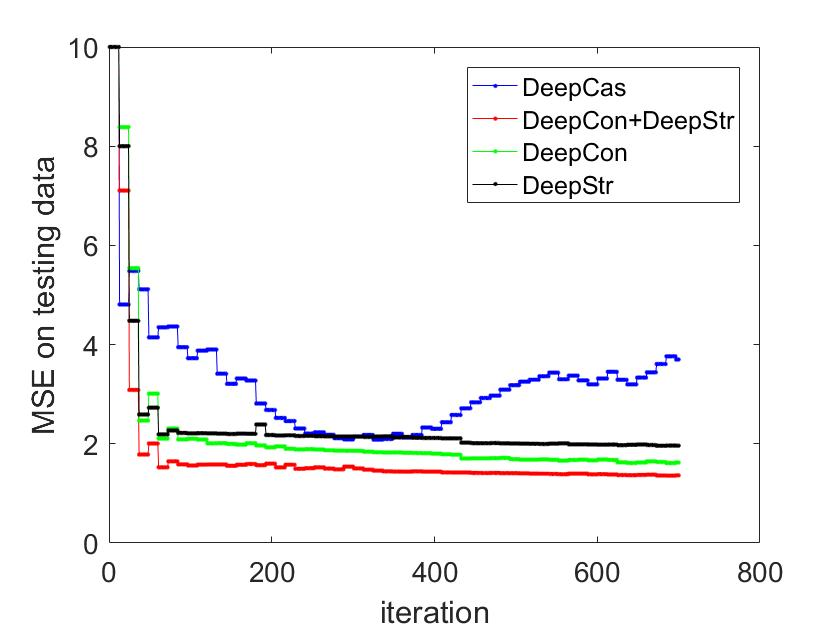 10
8
6
4
2
0
MSE on testing data
DeepCas
DeepCon+DeepStr
DeepCon
DeepStr
0
200
400
600
800
iteration